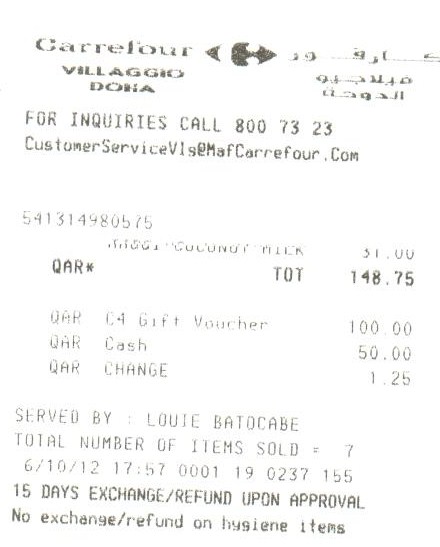 Carrefour كارفور
VILLAGGIO فيلاجيو
DOHA الدوحة
FOR INQUIRIES CALL 800 73 23
CustomerServiceVls@MafCarrefour.Com
541314980575
MAGGI COCONUT MILK 31.00
QAR* TOT 148.75
QAR C4 Gift Voucher 100.00
QAR Cash 50.00
QAR CHANGE 1.25
SERVED BY : LOUIE BATOCABE
TOTAL NUMBER OF ITEMS SOLD = 7
6/10/12 17:57 0001 19 0237 155
15 DAYS EXCHANGE/REFUND UPON APPROVAL
No exchange/refund on hygiene items